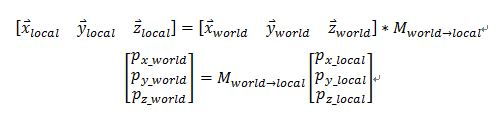 [x⃗_local y⃗_local z⃗_local] = [x⃗_world y⃗_world z⃗_world] * M_world→local
[p_x_world p_y_world p_z_world] = M_world→local [p_x_local p_y_local p_z_local]